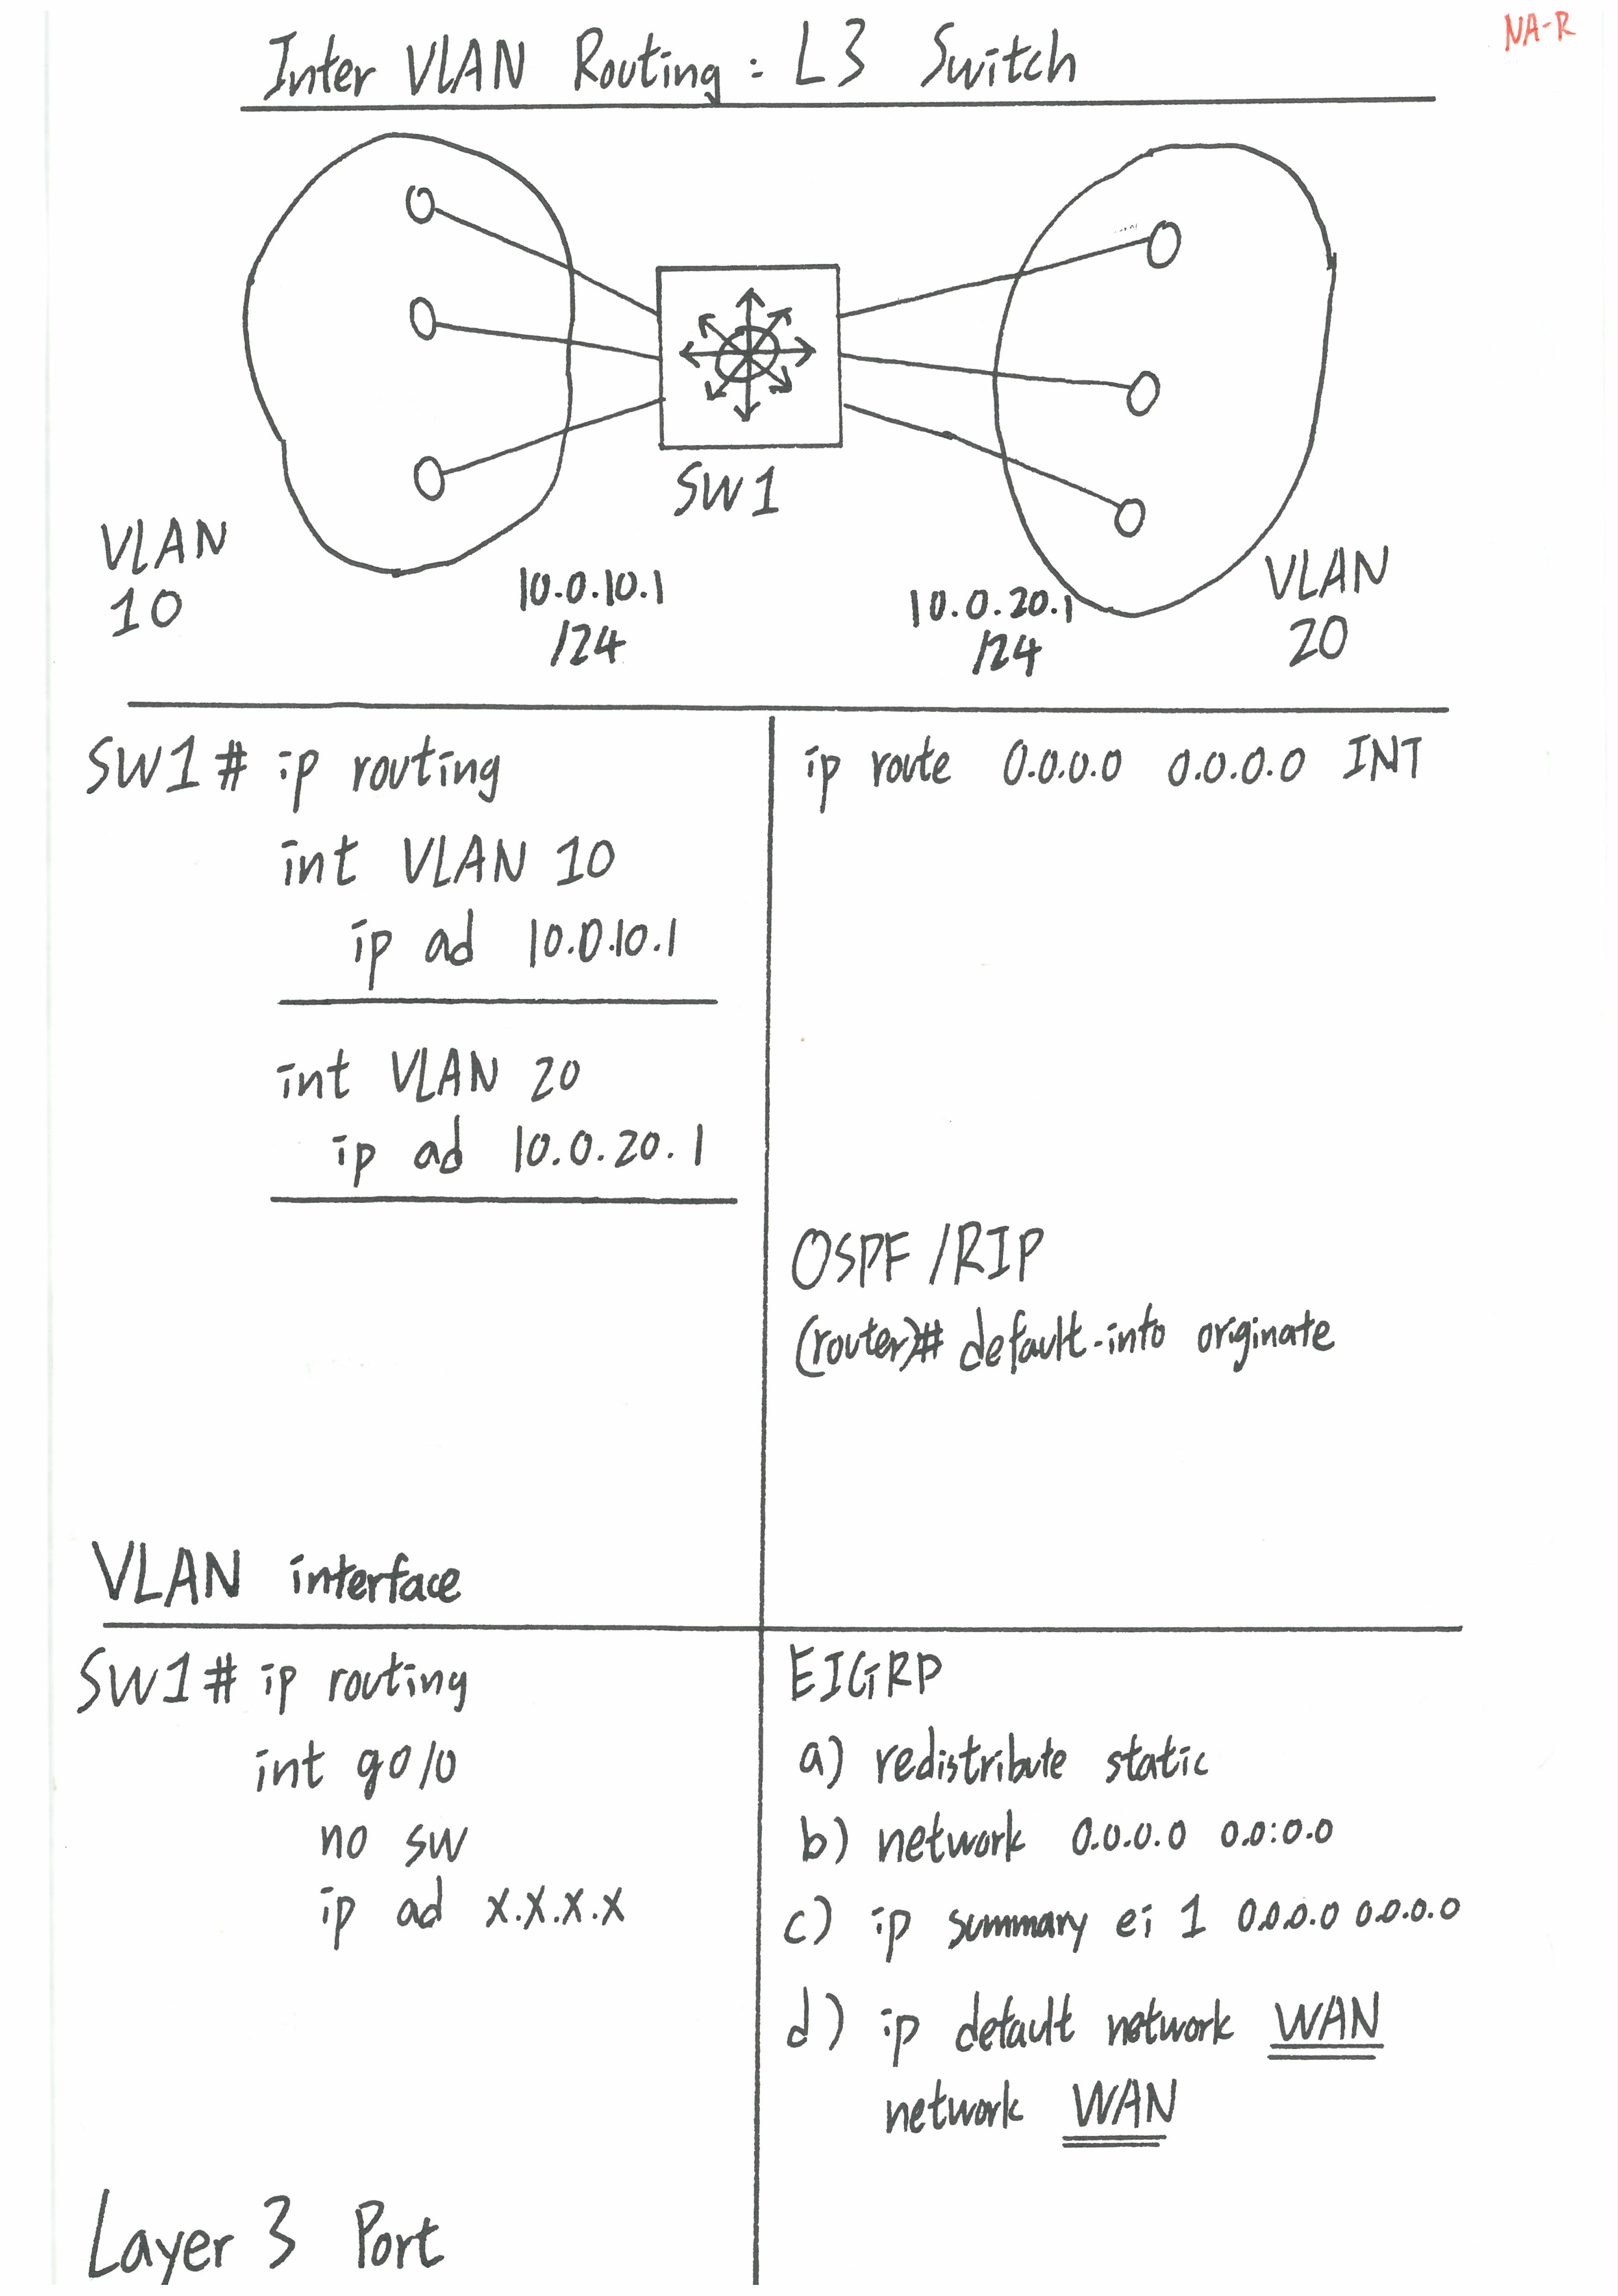 NA-R
Inter VLAN Routing : L3 Switch
SW1
VLAN
10
10.0.10.1
/24
10.0.20.1
/24
VLAN
20
SW1# ip routing
int VLAN 10
ip ad 10.0.10.1
int VLAN 20
ip ad 10.0.20.1
VLAN interface
ip route 0.0.0.0 0.0.0.0 INT
OSPF /RIP
(router)# default-into originate
SW1# ip routing
int g0/0
no sw
ip ad X.X.X.X
Layer 3 Port
EIGRP
a) redistribute static
b) network 0.0.0.0 0.0.0.0
c) ip summary ei 1 0.0.0.0 0.0.0.0
d) ip default network WAN
network WAN